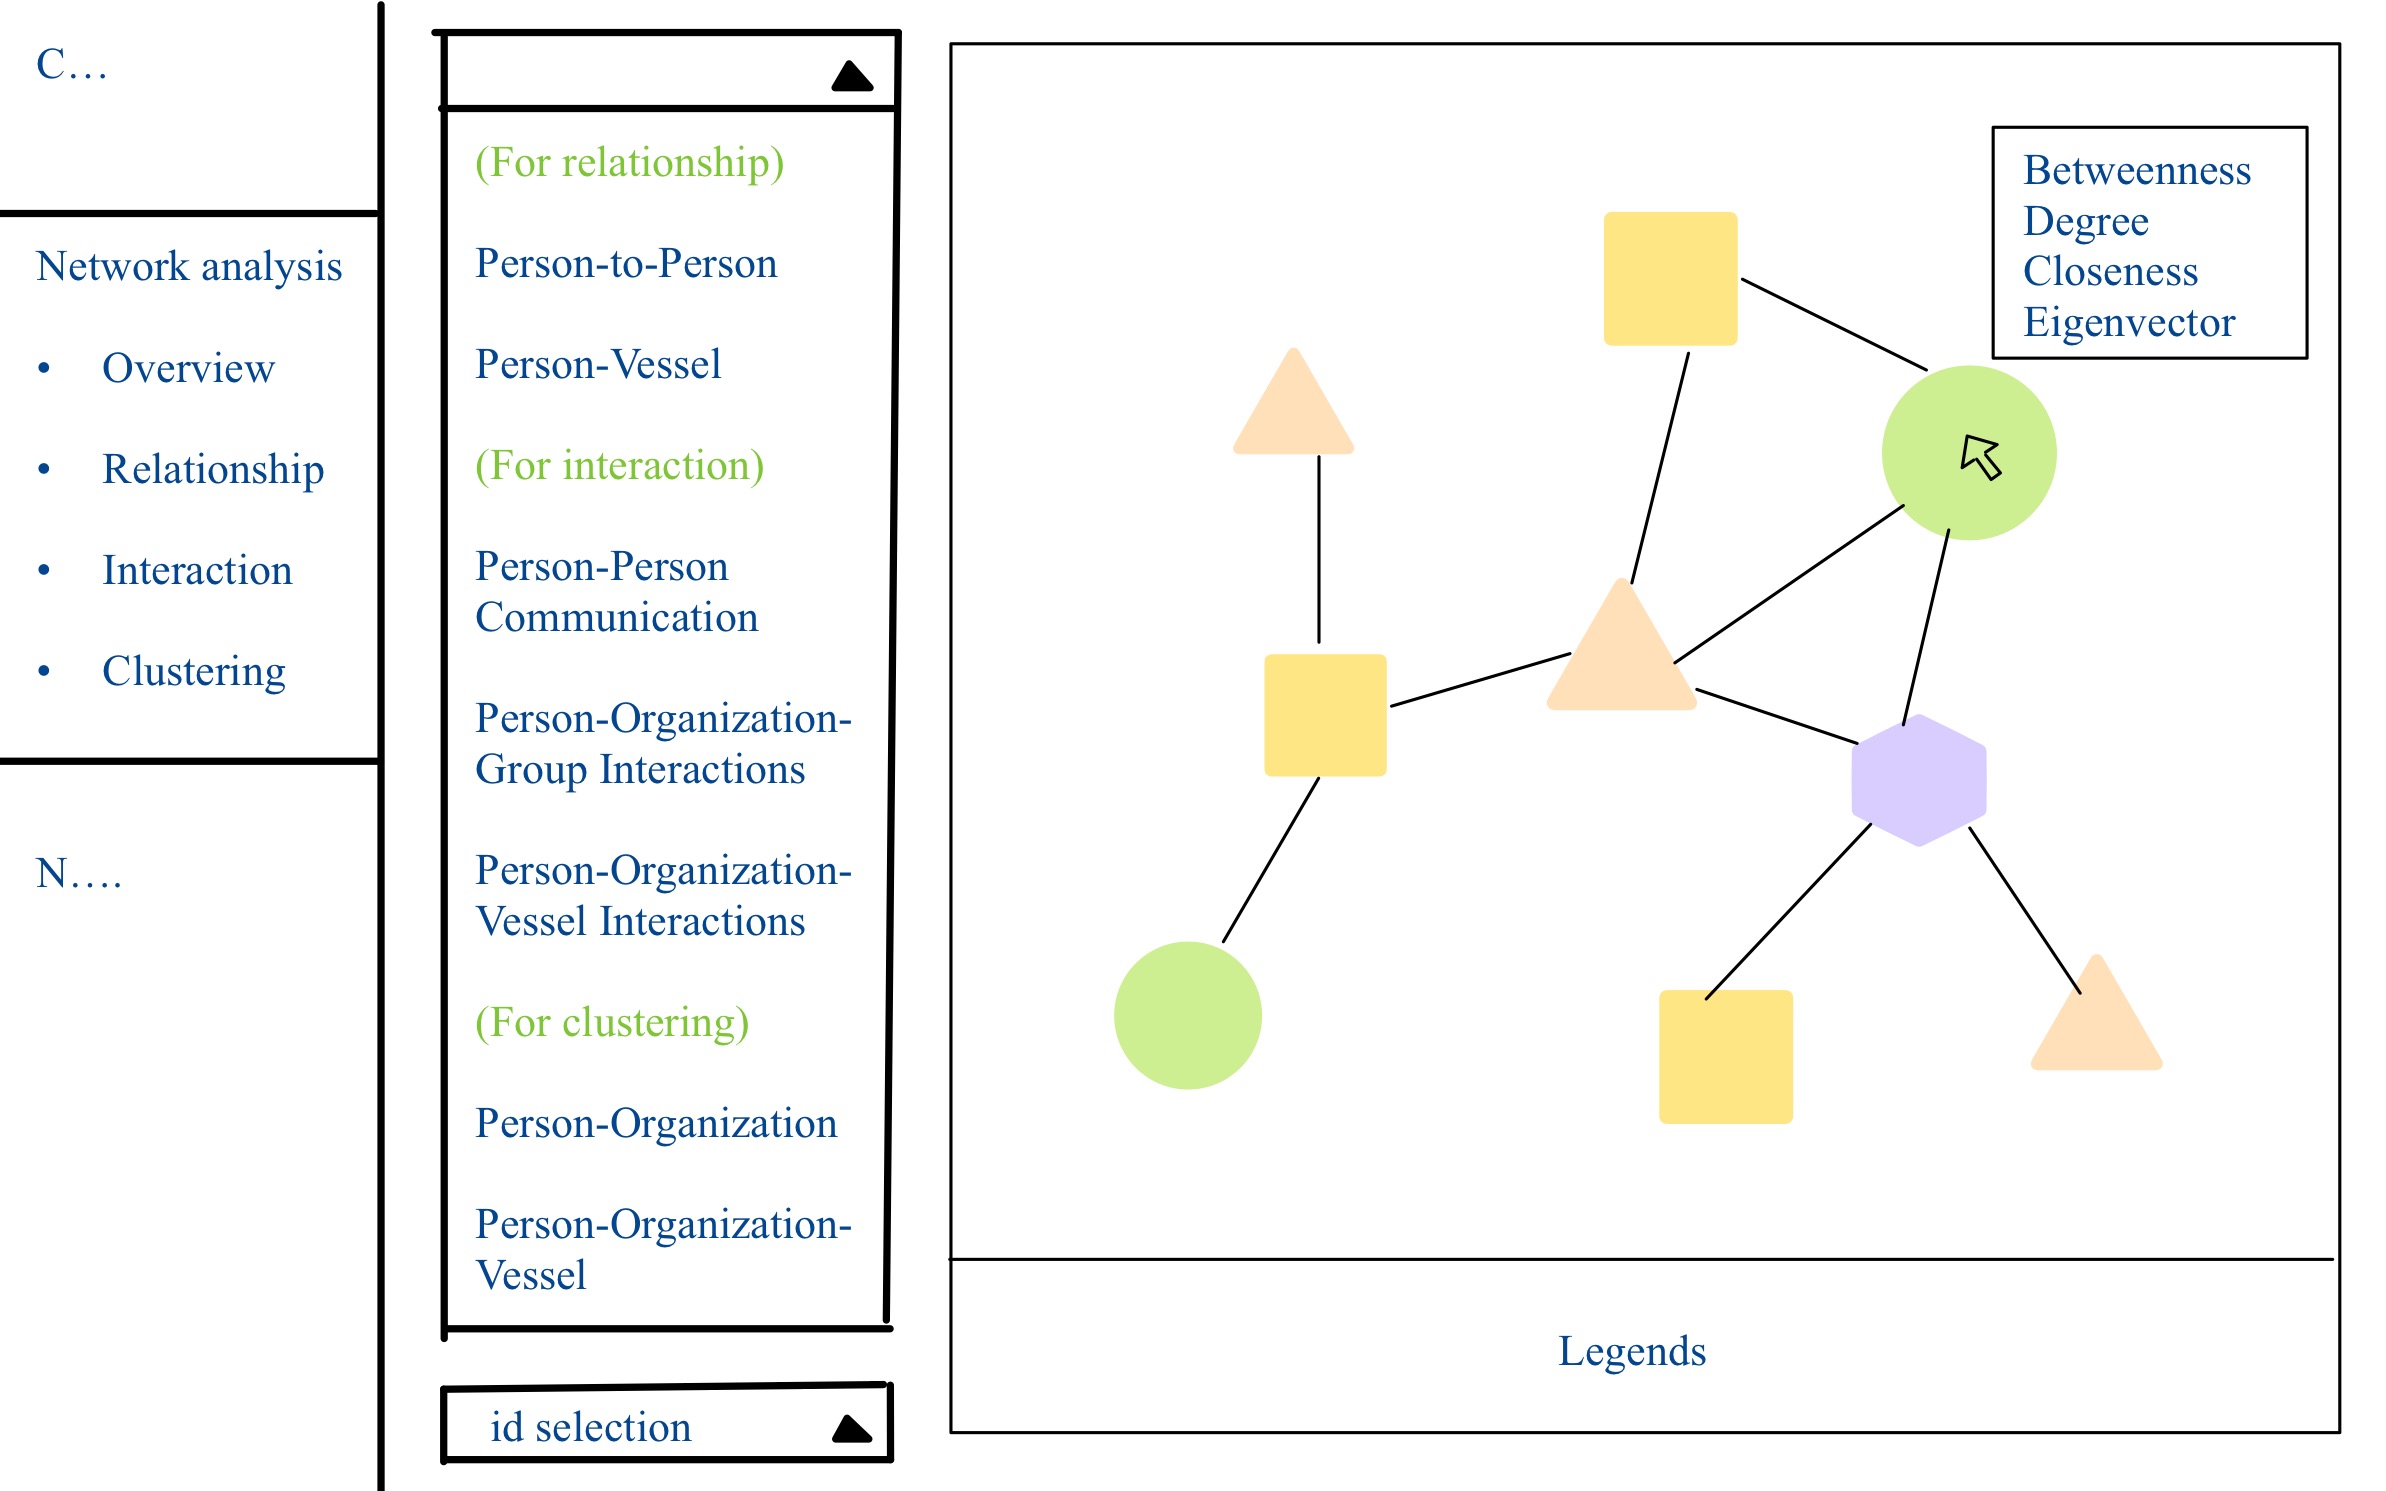 C…
Network analysis
• Overview
• Relationship
• Interaction
• Clustering
N….
(For relationship)
Person-to-Person
Person-Vessel
(For interaction)
Person-Person
Communication
Person-Organization-
Group Interactions
Person-Organization-
Vessel Interactions
(For clustering)
Person-Organization
Person-Organization-
Vessel
id selection
Betweenness
Degree
Closeness
Eigenvector
Legends